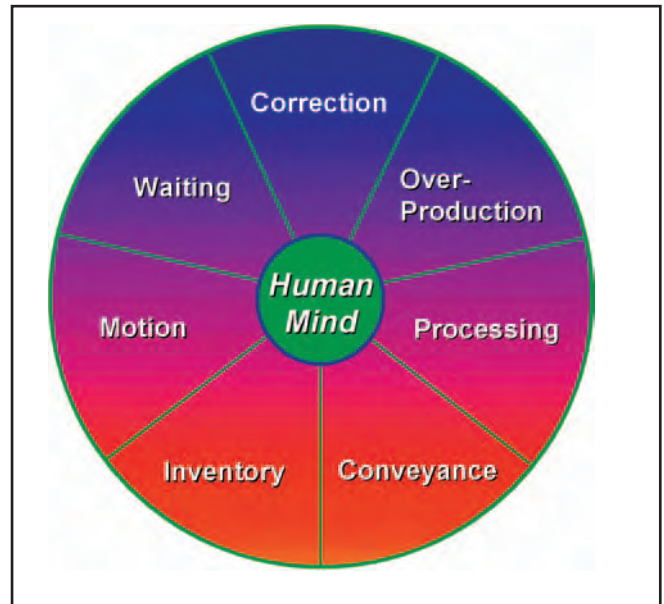 Correction
Over-
Production
Processing
Conveyance
Inventory
Motion
Waiting
Human
Mind